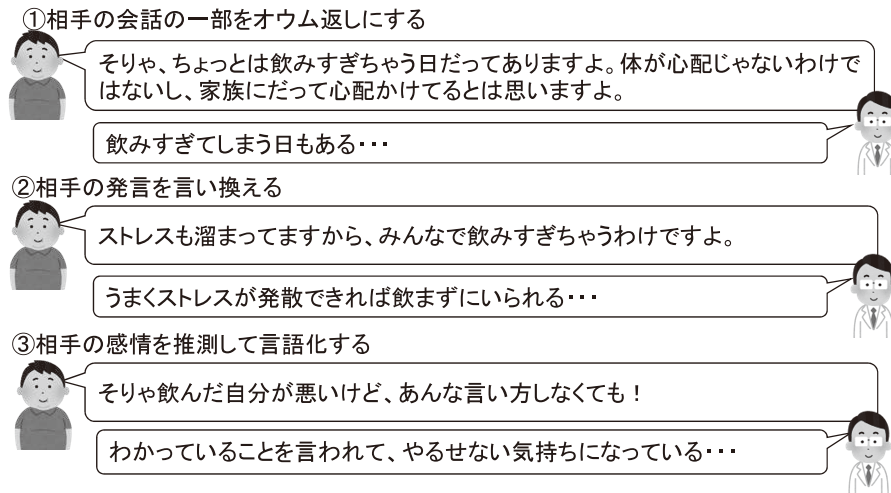 ①相手の会話の一部をオウム返しにする
そりゃ、ちょっとは飲みすぎちゃう日だってありますよ。体が心配じゃないわけで
はないし、家族にだって心配かけてるとは思いますよ。
飲みすぎてしまう日もある・・・
②相手の発言を言い換える
ストレスも溜まってますから、みんなで飲みすぎちゃうわけですよ。
うまくストレスが発散できれば飲まずにいられる・・・
③相手の感情を推測して言語化する
そりゃ飲んだ自分が悪いけど、あんな言い方しなくても！
わかっていることを言われて、やるせない気持ちになっている・・・